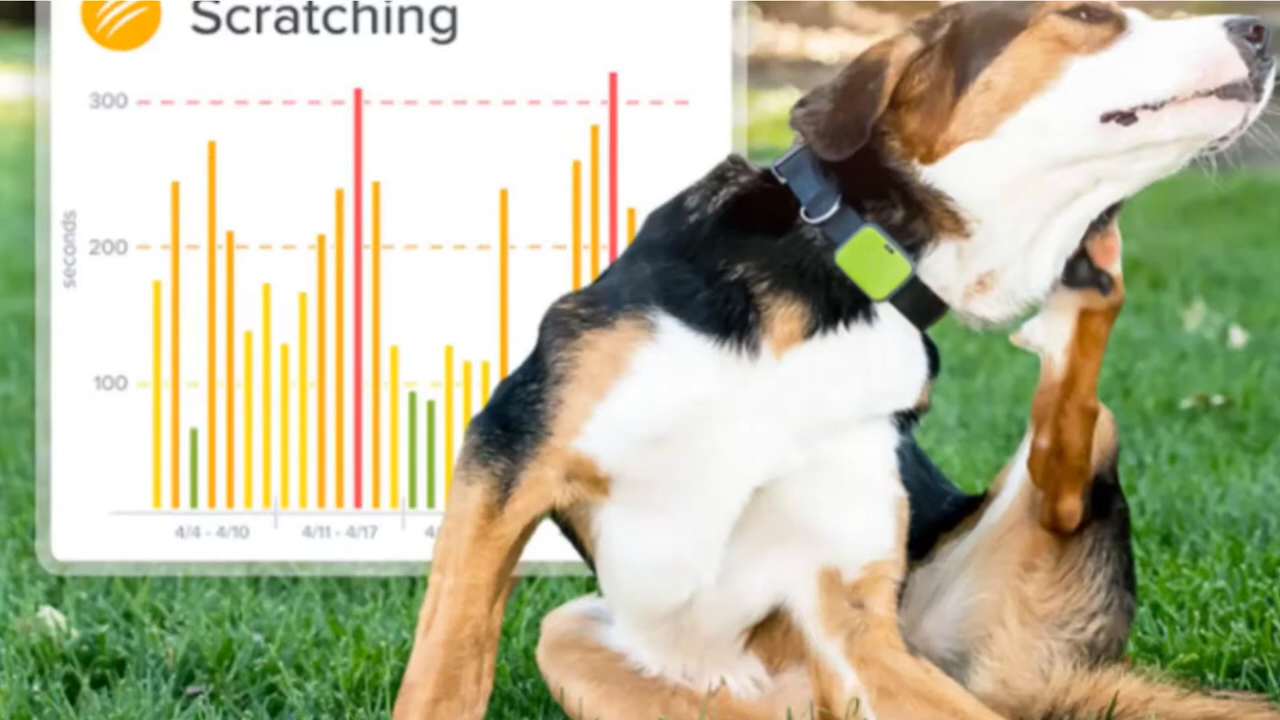 Scratching
300
200
100
seconds
4/4 - 4/10
4/11 - 4/17